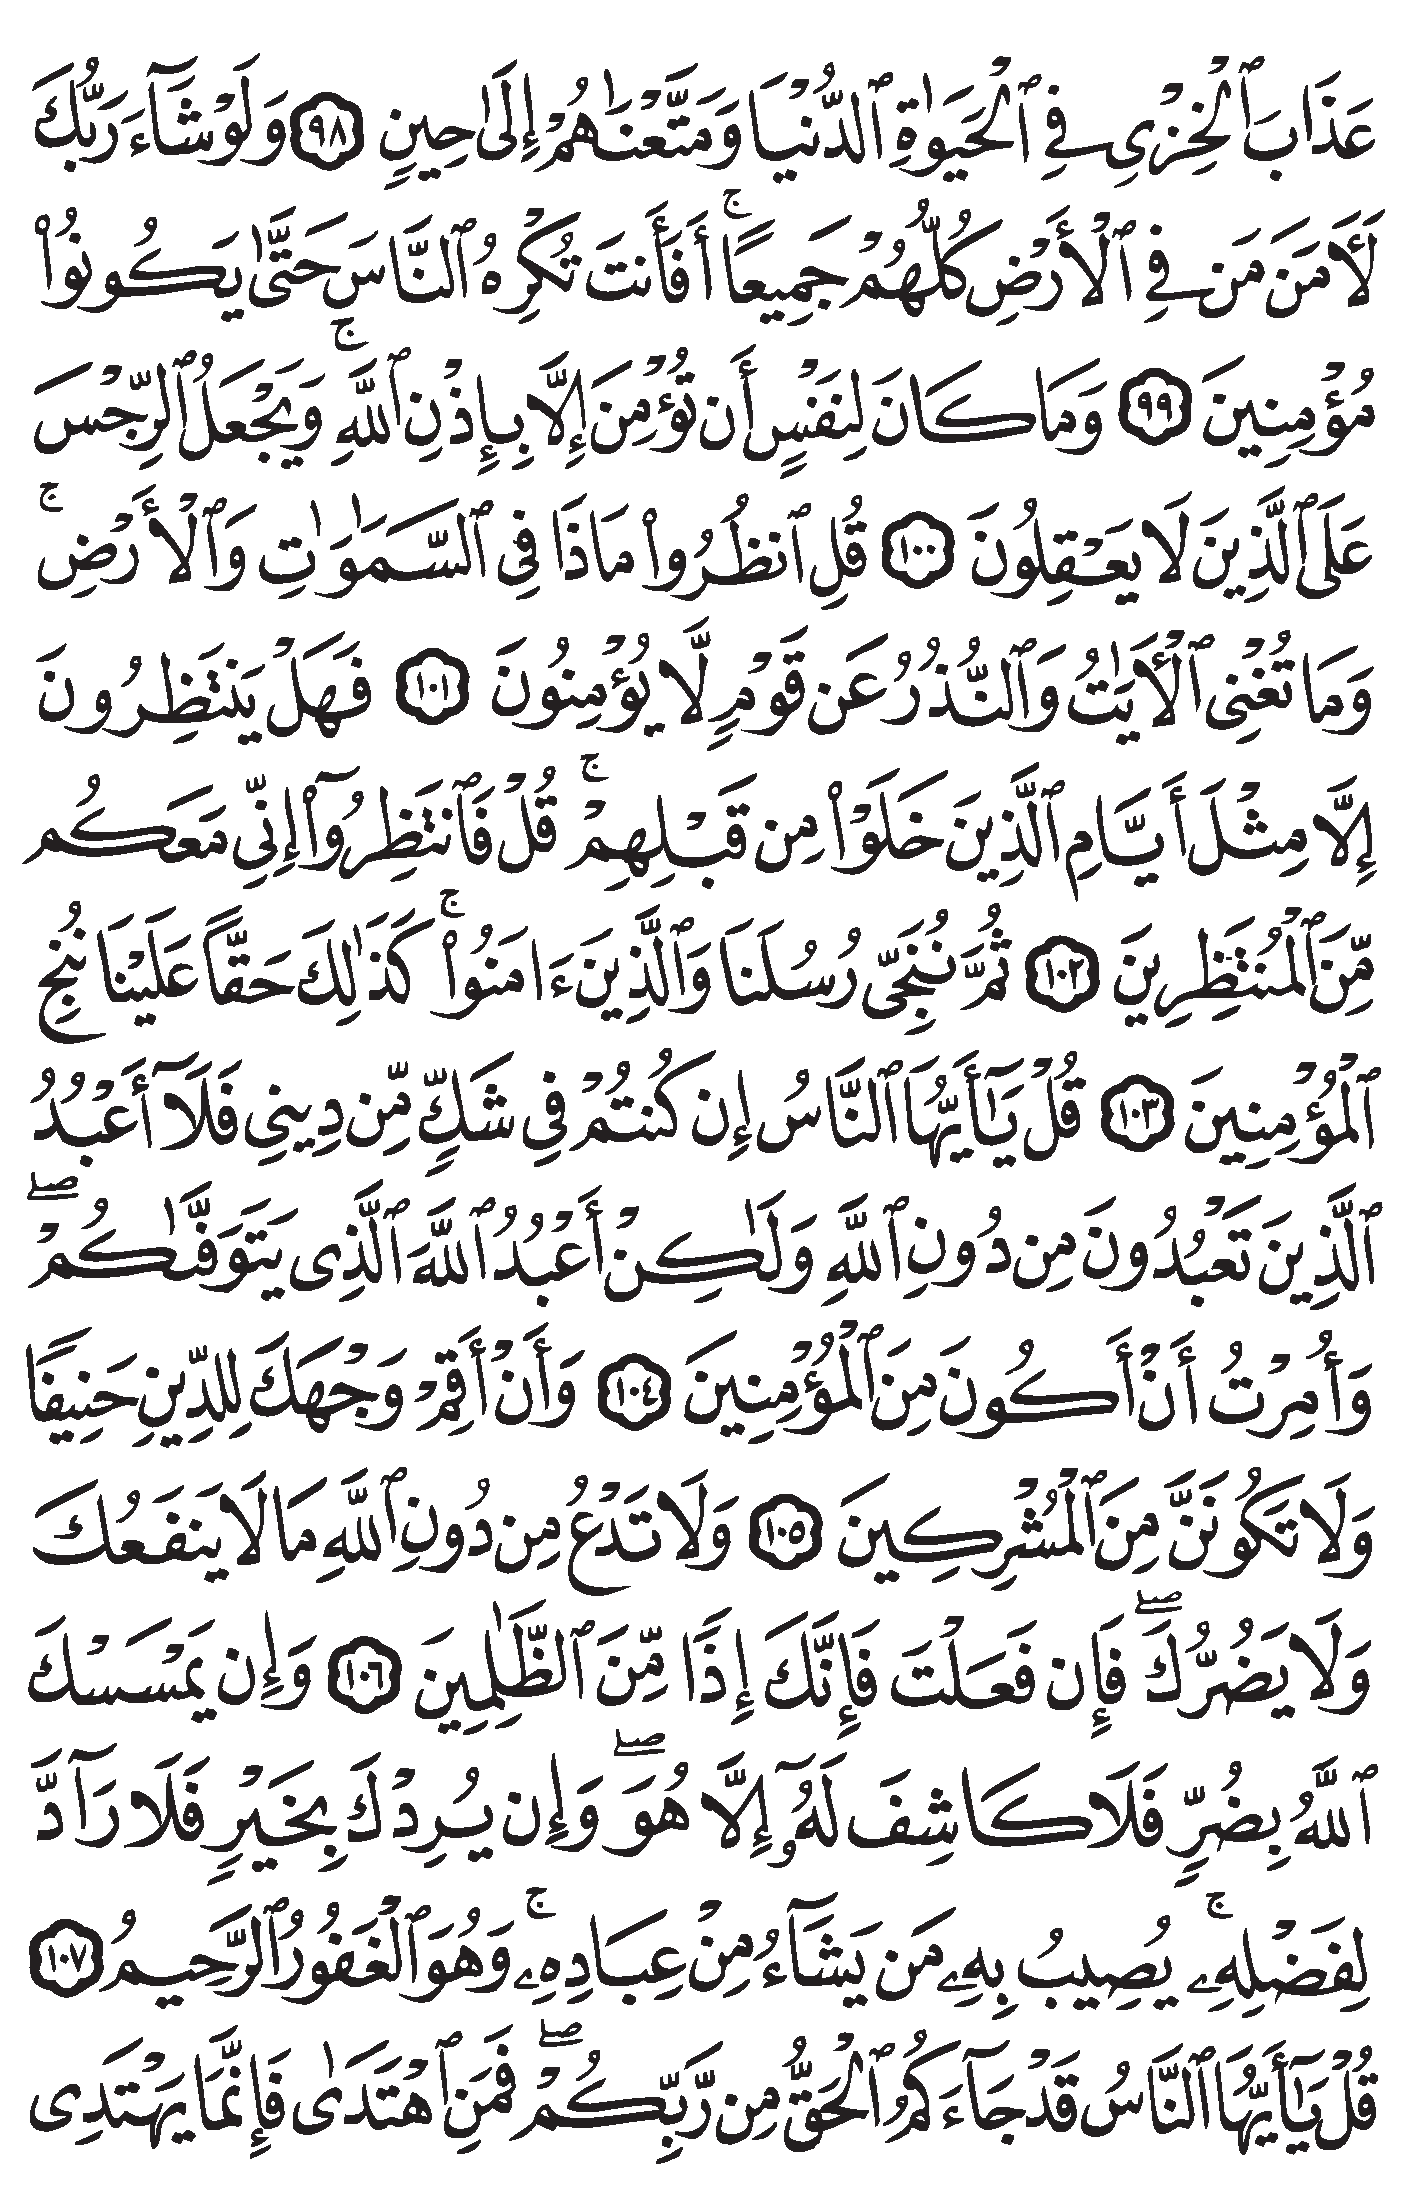 عَذَابَ ٱلْخِزْىِ فِي ٱلْحَيَوٰةِ ٱلدُّنْيَا وَمَتَّعْنَٰهُمْ إِلَىٰ حِينٍ ٩٨ وَلَوْ شَآءَ رَبُّكَ
لَأٓمَنَ مَن فِي ٱلْأَرْضِ كُلُّهُمْ جَمِيعًا ۚ أَفَأَنتَ تُكْرِهُ ٱلنَّاسَ حَتَّىٰ يَكُونُوا۟
مُؤْمِنِينَ ٩٩ وَمَا كَانَ لِنَفْسٍ أَن تُؤْمِنَ إِلَّا بِإِذْنِ ٱللَّهِ ۚ وَيَجْعَلُ ٱلرِّجْسَ
عَلَى ٱلَّذِينَ لَا يَعْقِلُونَ ١٠٠ قُلِ ٱنظُرُوا۟ مَاذَا فِي ٱلسَّمَٰوَٰتِ وَٱلْأَرْضِ ۚ
وَمَا تُغْنِى ٱلْأٓيَٰتُ وَٱلنُّذُرُ عَن قَوْمٍ لَّا يُؤْمِنُونَ ١٠١ فَهَلْ يَنتَظِرُونَ
إِلَّا مِثْلَ أَيَّامِ ٱلَّذِينَ خَلَوْا۟ مِن قَبْلِهِمْ ۚ قُلْ فَٱنتَظِرُوٓا۟ إِنِّي مَعَكُم
مِّنَ ٱلْمُنتَظِرِينَ ١٠٢ ثُمَّ نُنَجِّى رُسُلَنَا وَٱلَّذِينَ ءَامَنُوا۟ ۚ كَذَٰلِكَ حَقًّا عَلَيْنَا نُنجِ
ٱلْمُؤْمِنِينَ ١٠٣ قُلْ يَٰٓأَيُّهَا ٱلنَّاسُ إِن كُنتُمْ فِي شَكٍّ مِّن دِينِي فَلَآ أَعْبُدُ
ٱلَّذِينَ تَعْبُدُونَ مِن دُونِ ٱللَّهِ وَلَٰكِنْ أَعْبُدُ ٱللَّهَ ٱلَّذِى يَتَوَفَّىٰكُمْ ۖ
وَأُمِرْتُ أَنْ أَكُونَ مِنَ ٱلْمُؤْمِنِينَ ١٠٤ وَأَنْ أَقِمْ وَجْهَكَ لِلدِّينِ حَنِيفًا
وَلَا تَكُونَنَّ مِنَ ٱلْمُشْرِكِينَ ١٠٥ وَلَا تَدْعُ مِن دُونِ ٱللَّهِ مَا لَا يَنفَعُكَ
وَلَا يَضُرُّكَ ۖ فَإِن فَعَلْتَ فَإِنَّكَ إِذًا مِّنَ ٱلظَّٰلِمِينَ ١٠٦ وَإِن يَمْسَسْكَ
ٱللَّهُ بِضُرٍّ فَلَا كَاشِفَ لَهُۥٓ إِلَّا هُوَ ۖ وَإِن يُرِدْكَ بِخَيْرٍ فَلَا رَآدَّ
لِفَضْلِهِۦ ۚ يُصِيبُ بِهِۦ مَن يَشَآءُ مِنْ عِبَادِهِۦ ۚ وَهُوَ ٱلْغَفُورُ ٱلرَّحِيمُ ١٠٧
قُلْ يَٰٓأَيُّهَا ٱلنَّاسُ قَدْ جَآءَكُمُ ٱلْحَقُّ مِن رَّبِّكُمْ ۖ فَمَنِ ٱهْتَدَىٰ فَإِنَّمَا يَهْتَدِى